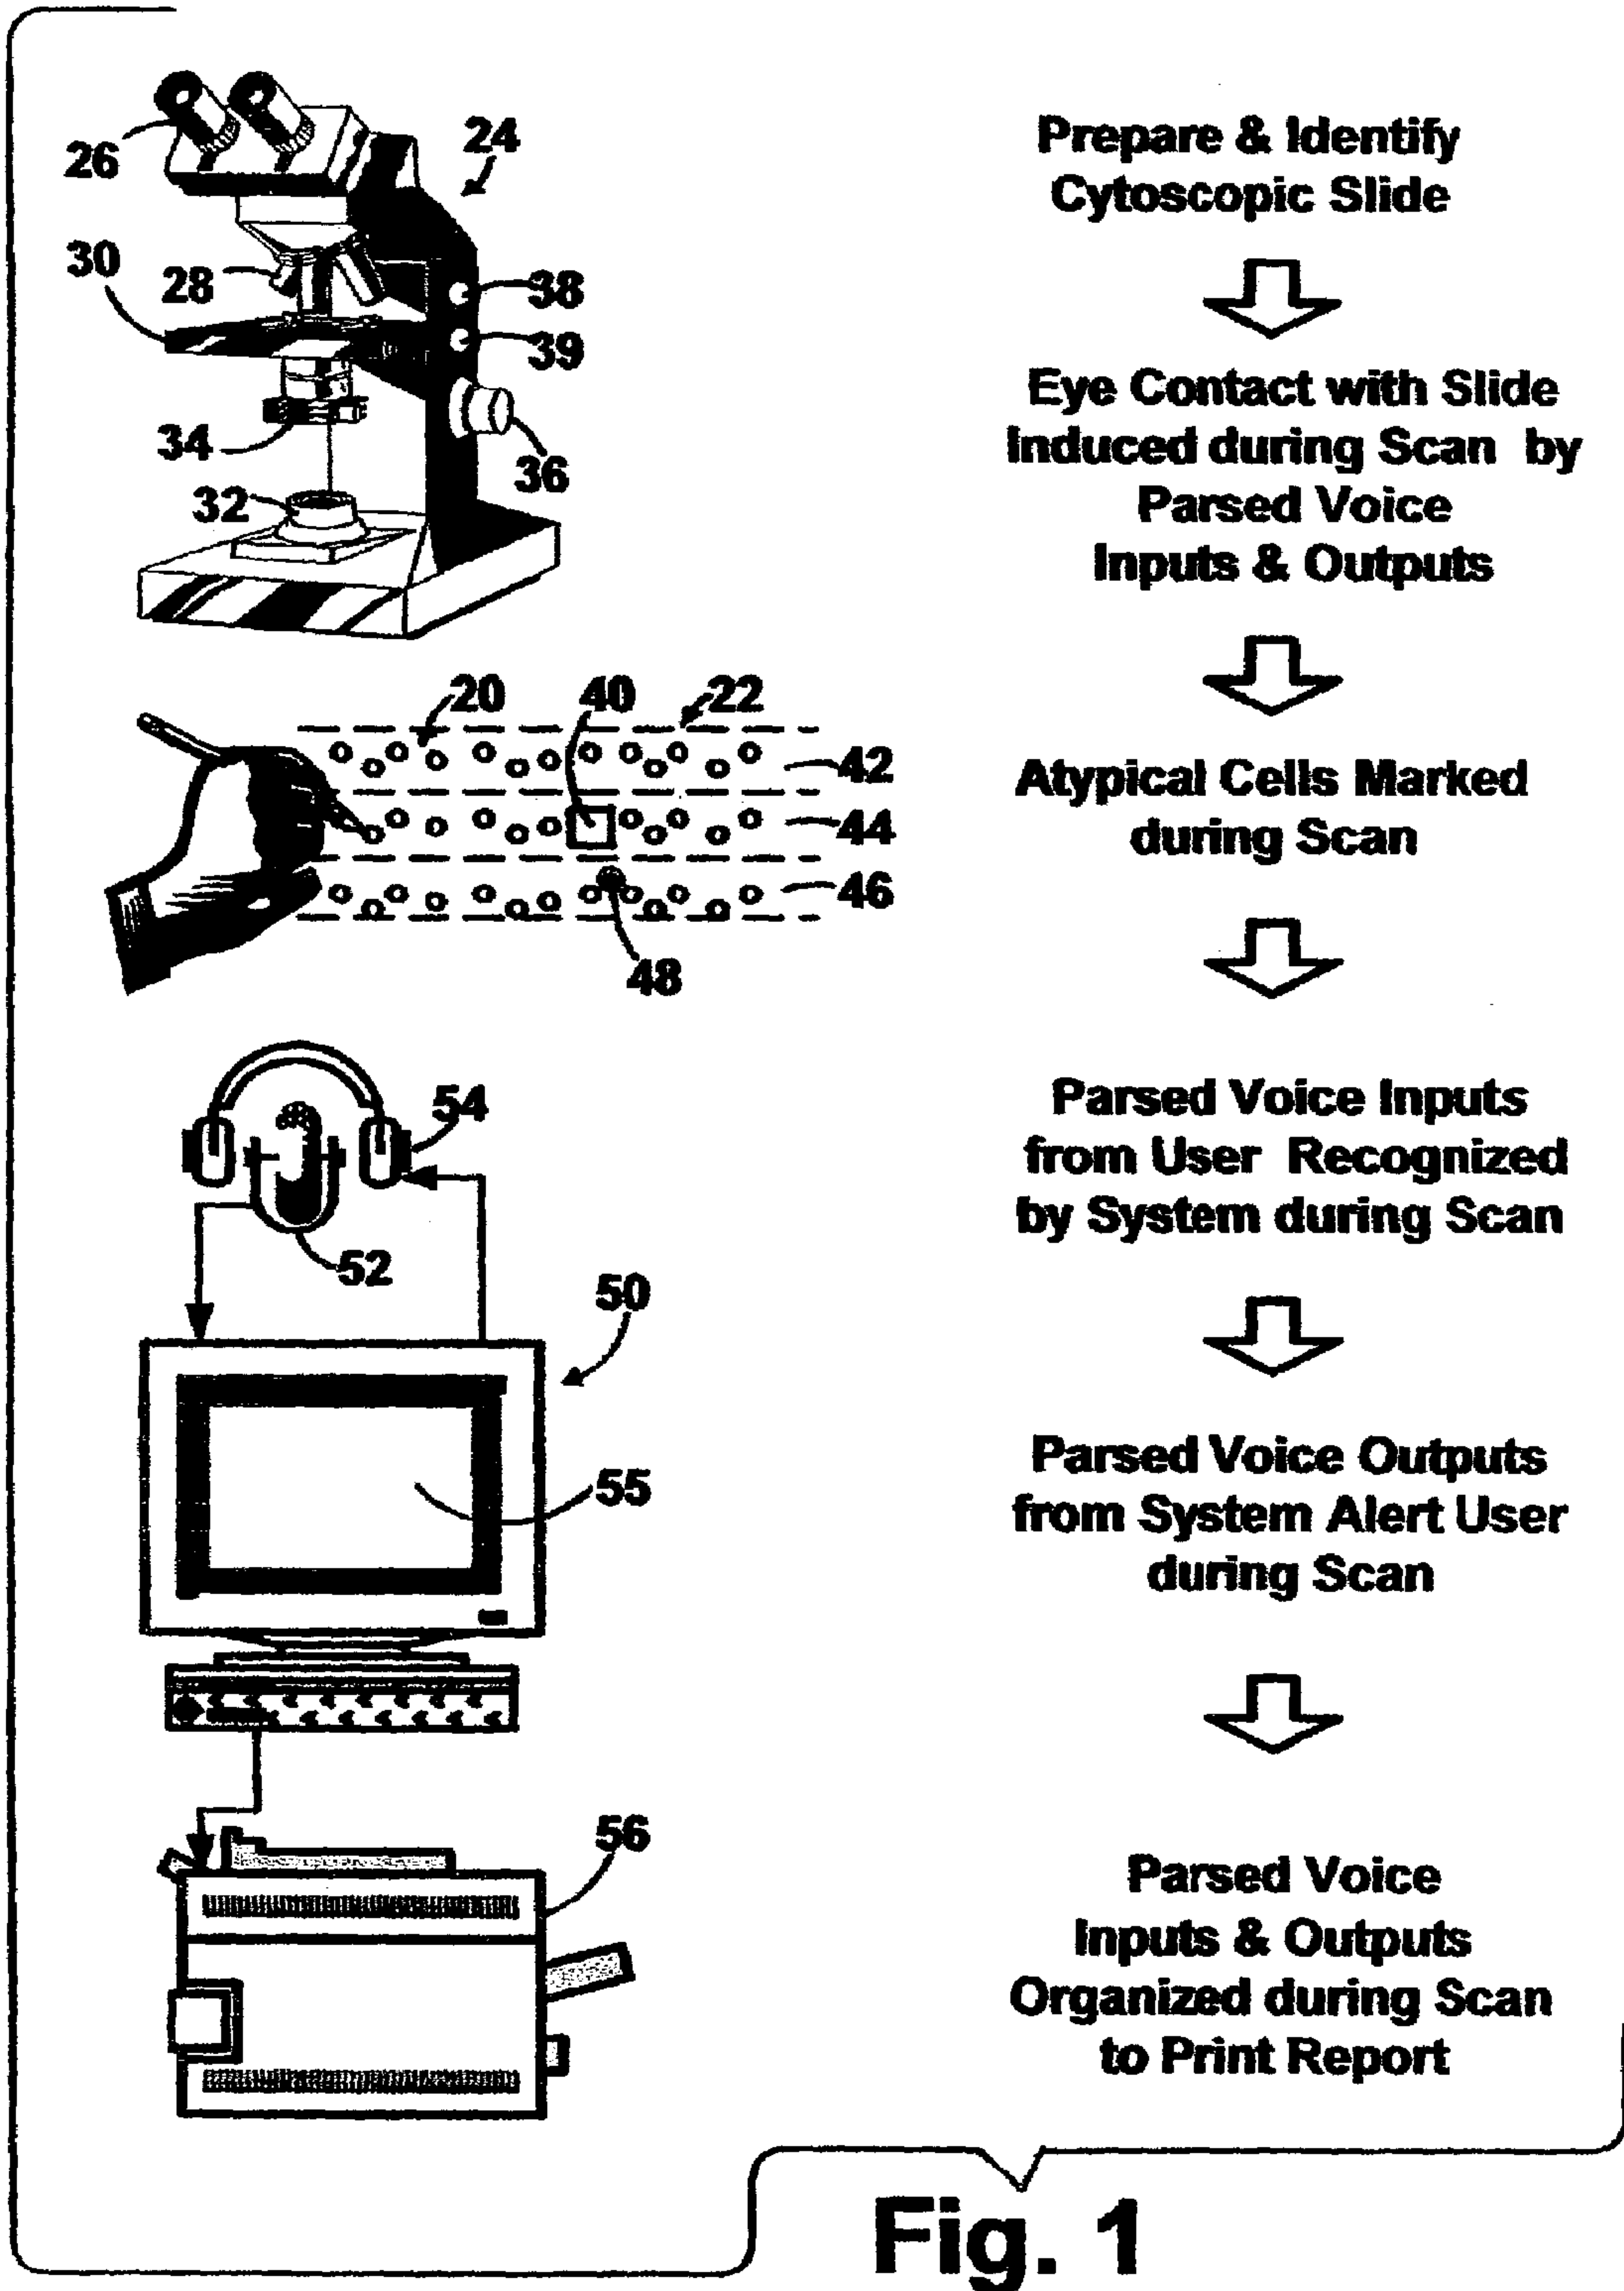 26
24
30
28
38
39
34
36
32
20
40
22
42
44
46
48
54
52
50
55
56
Prepare & Identify
Cytoscopic Slide
Eye Contact with Slide
Induced during Scan by
Parsed Voice
Inputs & Outputs
Atypical Cells Marked
during Scan
Parsed Voice Inputs
from User Recognized
by System during Scan
Parsed Voice Outputs
from System Alert User
during Scan
Parsed Voice
Inputs & Outputs
Organized during Scan
to Print Report
Fig. 1